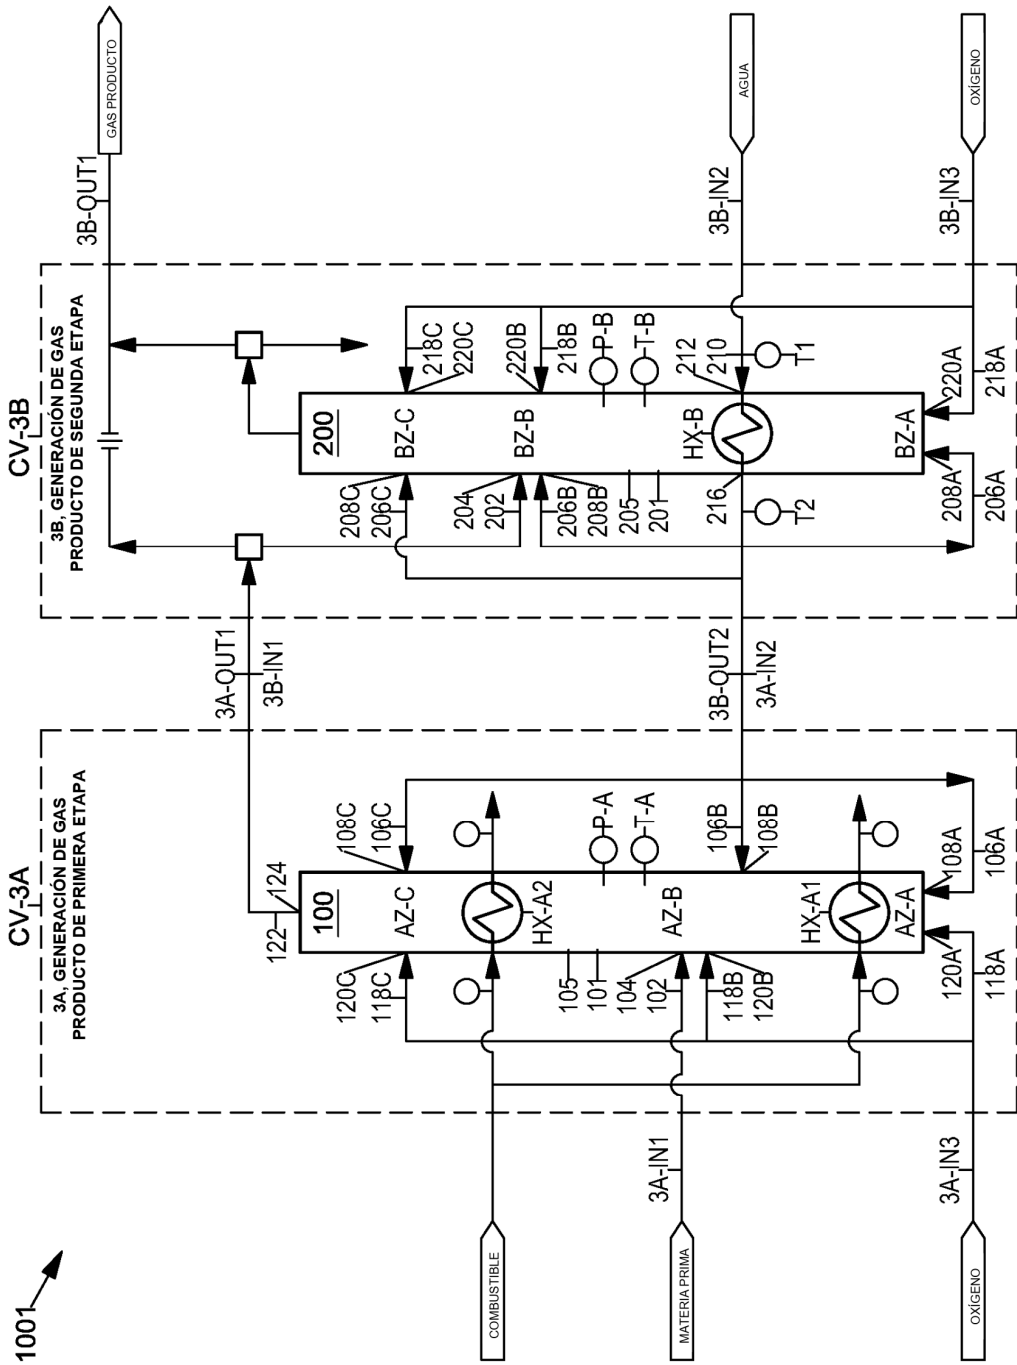 1001
CV-3A
3A, GENERACIÓN DE GAS
PRODUCTO DE PRIMERA ETAPA
CV-3B
3B, GENERACIÓN DE GAS
PRODUCTO DE SEGUNDA ETAPA
GAS PRODUCTO
3B-OUT1
3A-OUT1
3B-IN1
122
124
100
120C
118C
AZ-C
108C
106C
HX-A2
105
101
104
102
AZ-B
P-A
T-A
118B
120B
106B
108B
HX-A1
AZ-A
120A
118A
108A
106A
COMBUSTIBLE
MATERIA PRIMA
3A-IN1
OXÍGENO
3A-IN3
3B-OUT2
3A-IN2
200
208C
206C
BZ-C
218C
220C
204
202
BZ-B
220B
218B
206B
208B
205
201
P-B
T-B
216
HX-B
212
210
T1
T2
BZ-A
208A
206A
220A
218A
AGUA
3B-IN2
OXÍGENO
3B-IN3